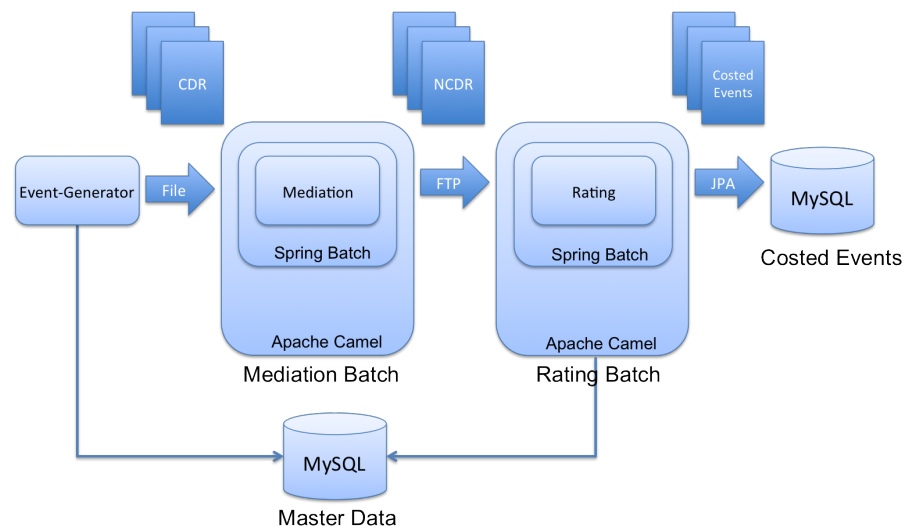 CDR
NCDR
Costed
Events
Event-Generator
File
Mediation
Spring Batch
Apache Camel
Mediation Batch
FTP
Rating
Spring Batch
Apache Camel
Rating Batch
JPA
MySQL
Costed Events
MySQL
Master Data